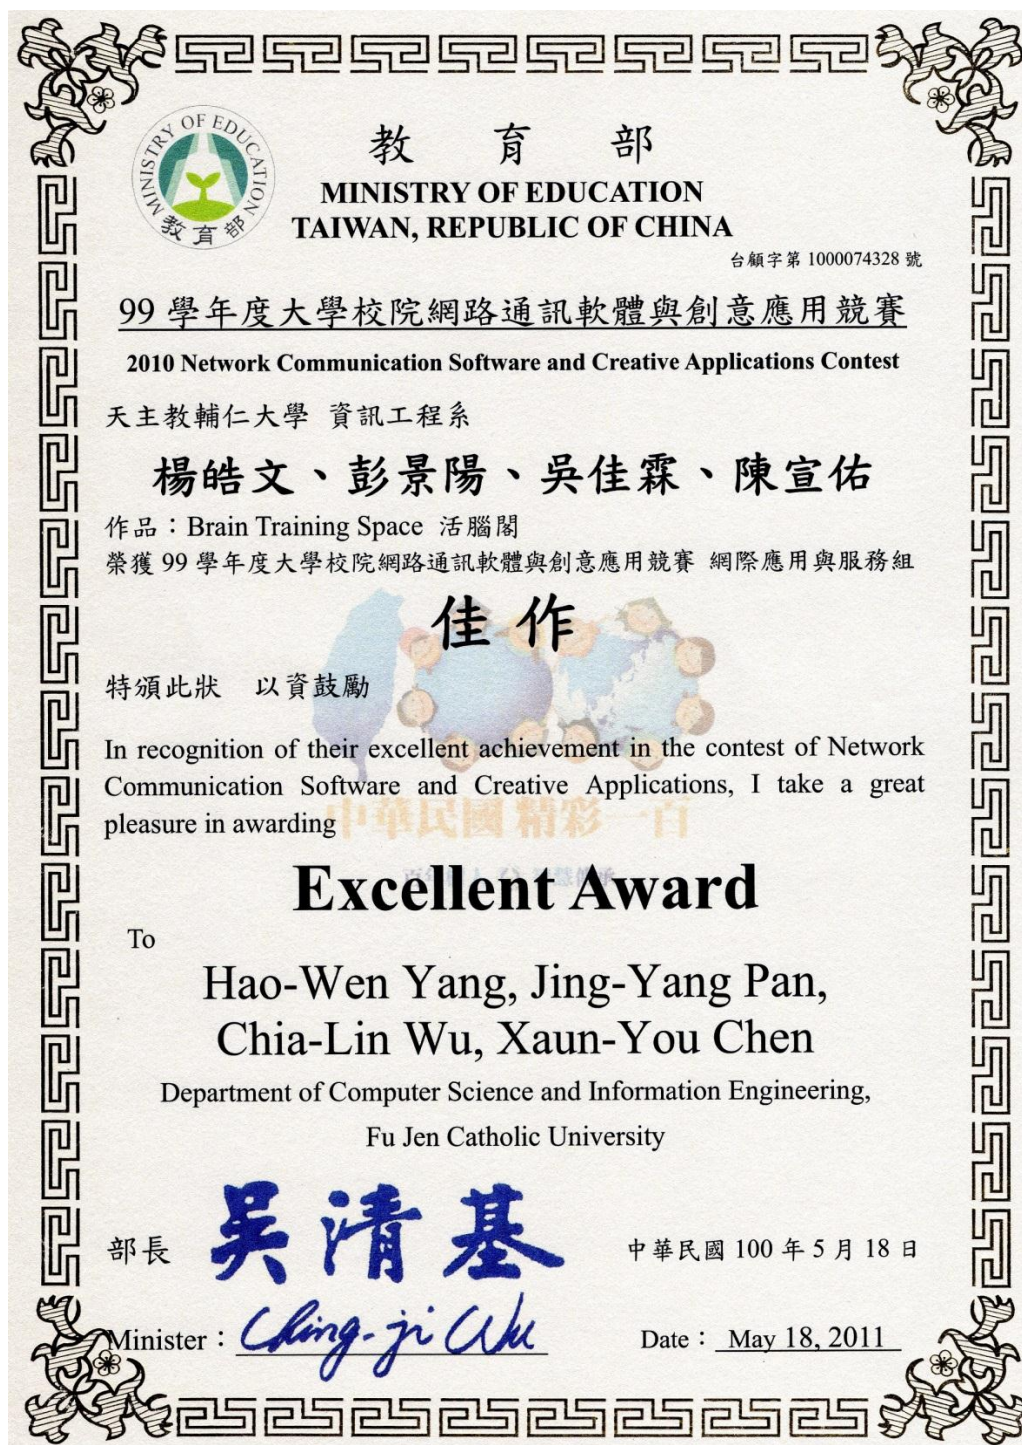 MINISTRY OF EDUCATION
教育部
教育部
MINISTRY OF EDUCATION
TAIWAN, REPUBLIC OF CHINA
台顧字第 1000074328 號
99 學年度大學校院網路通訊軟體與創意應用競賽
2010 Network Communication Software and Creative Applications Contest
天主教輔仁大學 資訊工程系
楊皓文、彭景陽、吳佳霖、陳宣佑
作品：Brain Training Space 活腦閣
榮獲 99 學年度大學校院網路通訊軟體與創意應用競賽 網際應用與服務組
佳作
特頒此狀 以資鼓勵
In recognition of their excellent achievement in the contest of Network
Communication Software and Creative Applications, I take a great
pleasure in awarding
中華民國 精彩一百
Excellent Award
To
Hao-Wen Yang, Jing-Yang Pan,
Chia-Lin Wu, Xaun-You Chen
Department of Computer Science and Information Engineering,
Fu Jen Catholic University
部長 吳清基 中華民國 100 年 5 月 18 日
Minister： Ching-ji Wu Date： May 18, 2011